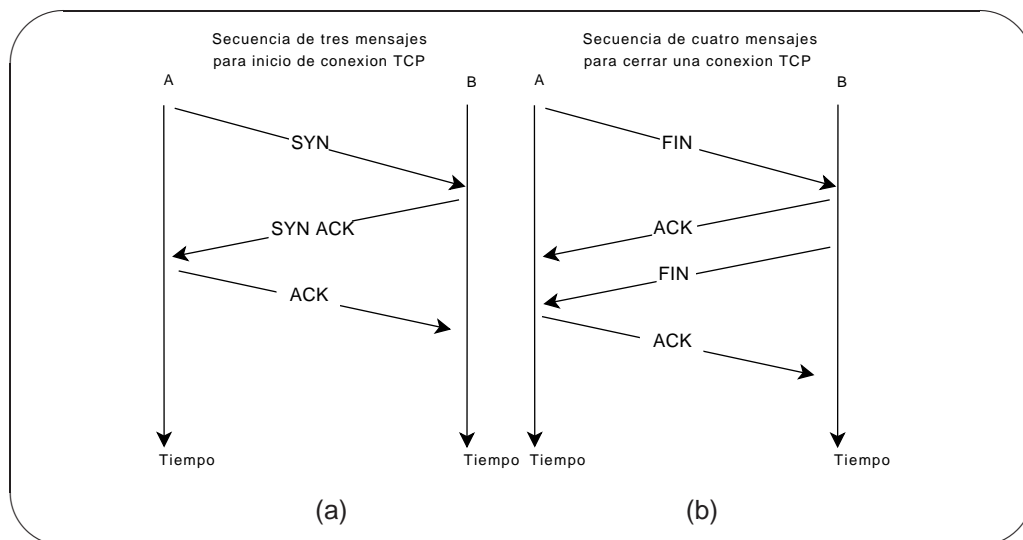 Secuencia de tres mensajes
para inicio de conexion TCP
A
B
SYN
SYN ACK
ACK
Tiempo
Tiempo
(a)
Secuencia de cuatro mensajes
para cerrar una conexion TCP
A
B
FIN
ACK
FIN
ACK
Tiempo
Tiempo
(b)